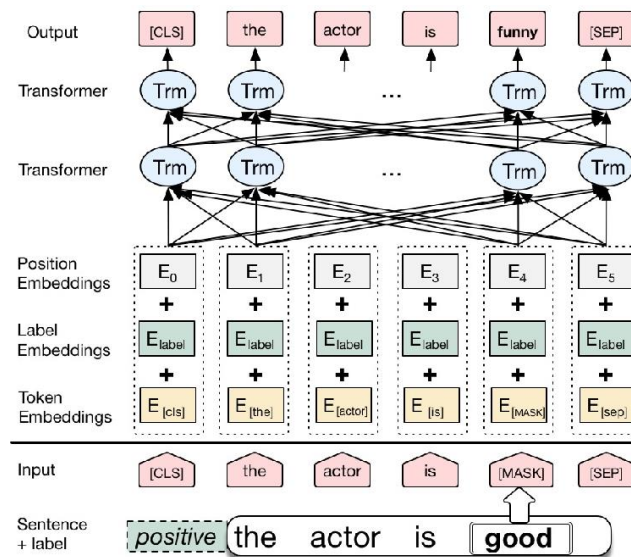 Output [CLS] the actor is funny [SEP]
Transformer Trm Trm ... Trm Trm
Transformer Trm Trm ... Trm Trm
Position Embeddings E0 + E1 + E2 + E3 + E4 + E5 +
Label Embeddings Elabel + Elabel + Elabel + Elabel + Elabel + Elabel +
Token Embeddings E[cls] E[the] E[actor] E[is] E[MASK] E[sep]
Input [CLS] the actor is [MASK] [SEP]
Sentence + label positive the actor is good